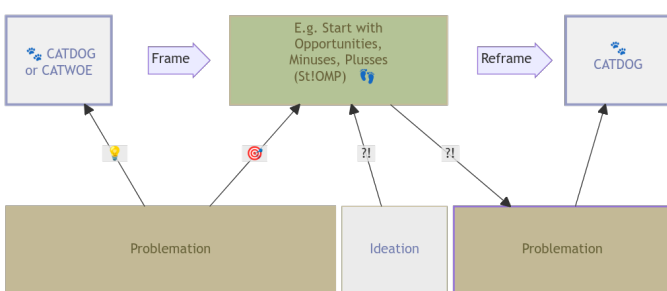 🐾 CATDOG
or CATWOE
Frame
E.g. Start with
Opportunities,
Minuses, Plusses
(St!OMP) 👣
Reframe
🐾
CATDOG
💡
🎯
?!
?!
Problemation
Ideation
Problemation